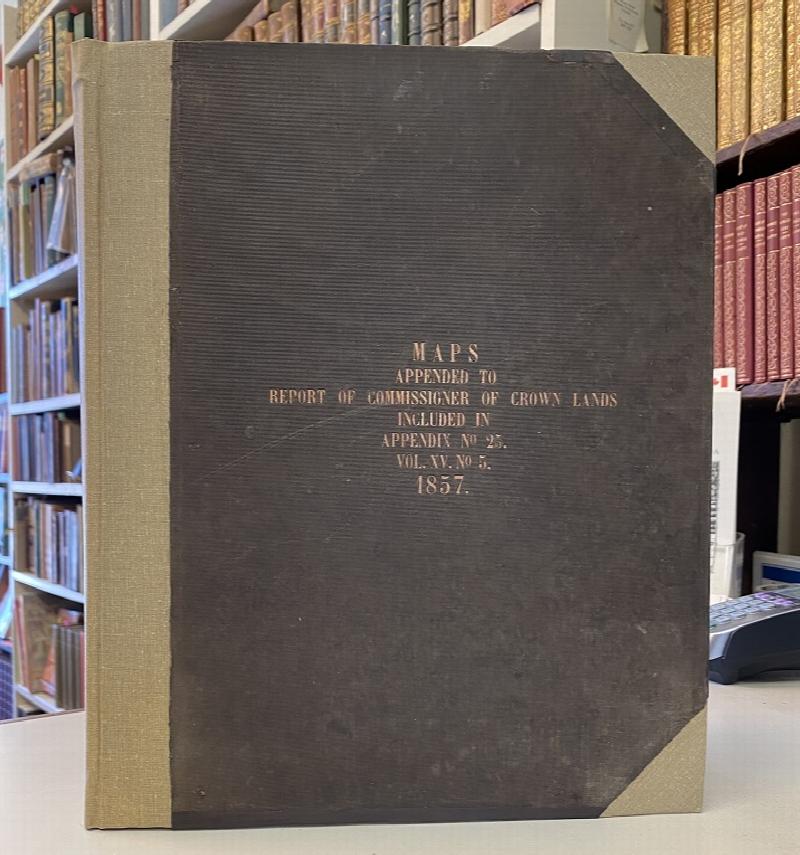 MAPS
APPENDED TO
REPORT OF COMMISSIGNER OF CROWN LANDS
INCLUDED IN
APPENDIX Nº 25.
VOL. XV. Nº 5.
1857.